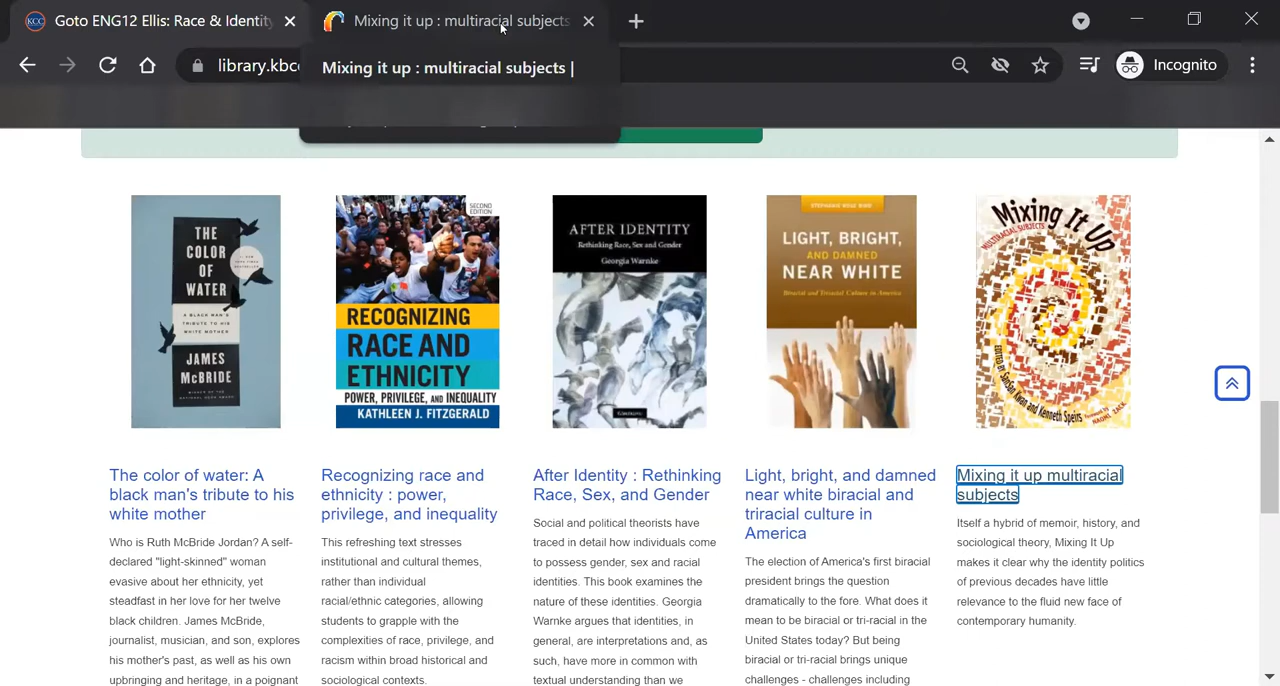 KCC Goto ENG12 Ellis: Race & Identity
Mixing it up : multiracial subjects
library.kbc
Mixing it up : multiracial subjects |
Incognito
THE
COLOR
OF
WATER
A BLACK MAN'S
TRIBUTE TO HIS
WHITE MOTHER
JAMES
McBRIDE
SECOND
EDITION
RECOGNIZING
RACE AND
ETHNICITY
POWER, PRIVILEGE, AND INEQUALITY
KATHLEEN J. FITZGERALD
AFTER IDENTITY
Rethinking Race, Sex and Gender
Georgia Warnke
STEPHANIE ROSE BIRD
LIGHT, BRIGHT,
AND DAMNED
NEAR WHITE
Biracial and Triracial Culture in America
Mixing It Up
MULTIRACIAL SUBJECTS
EDITED BY SanSan Kwan and Kenneth Speirs
Foreword by NAOMI ZACK
The color of water: A
black man's tribute to his
white mother
Who is Ruth McBride Jordan? A self-
declared "light-skinned" woman
evasive about her ethnicity, yet
steadfast in her love for her twelve
black children. James McBride,
journalist, musician, and son, explores
his mother's past, as well as his own
upbringing and heritage, in a poignant
Recognizing race and
ethnicity : power,
privilege, and inequality
This refreshing text stresses
institutional and cultural themes,
rather than individual
racial/ethnic categories, allowing
students to grapple with the
complexities of race, privilege, and
racism within broad historical and
sociological contexts.
After Identity : Rethinking
Race, Sex, and Gender
Social and political theorists have
traced in detail how individuals come
to possess gender, sex and racial
identities. This book examines the
nature of these identities. Georgia
Warnke argues that identities, in
general, are interpretations and, as
such, have more in common with
textual understanding than we
Light, bright, and damned
near white biracial and
triracial culture in
America
The election of America's first biracial
president brings the question
dramatically to the fore. What does it
mean to be biracial or tri-racial in the
United States today? But being
biracial or tri-racial brings unique
challenges - challenges including
Mixing it up multiracial
subjects
Itself a hybrid of memoir, history, and
sociological theory, Mixing It Up
makes it clear why the identity politics
of previous decades have little
relevance to the fluid new face of
contemporary humanity.